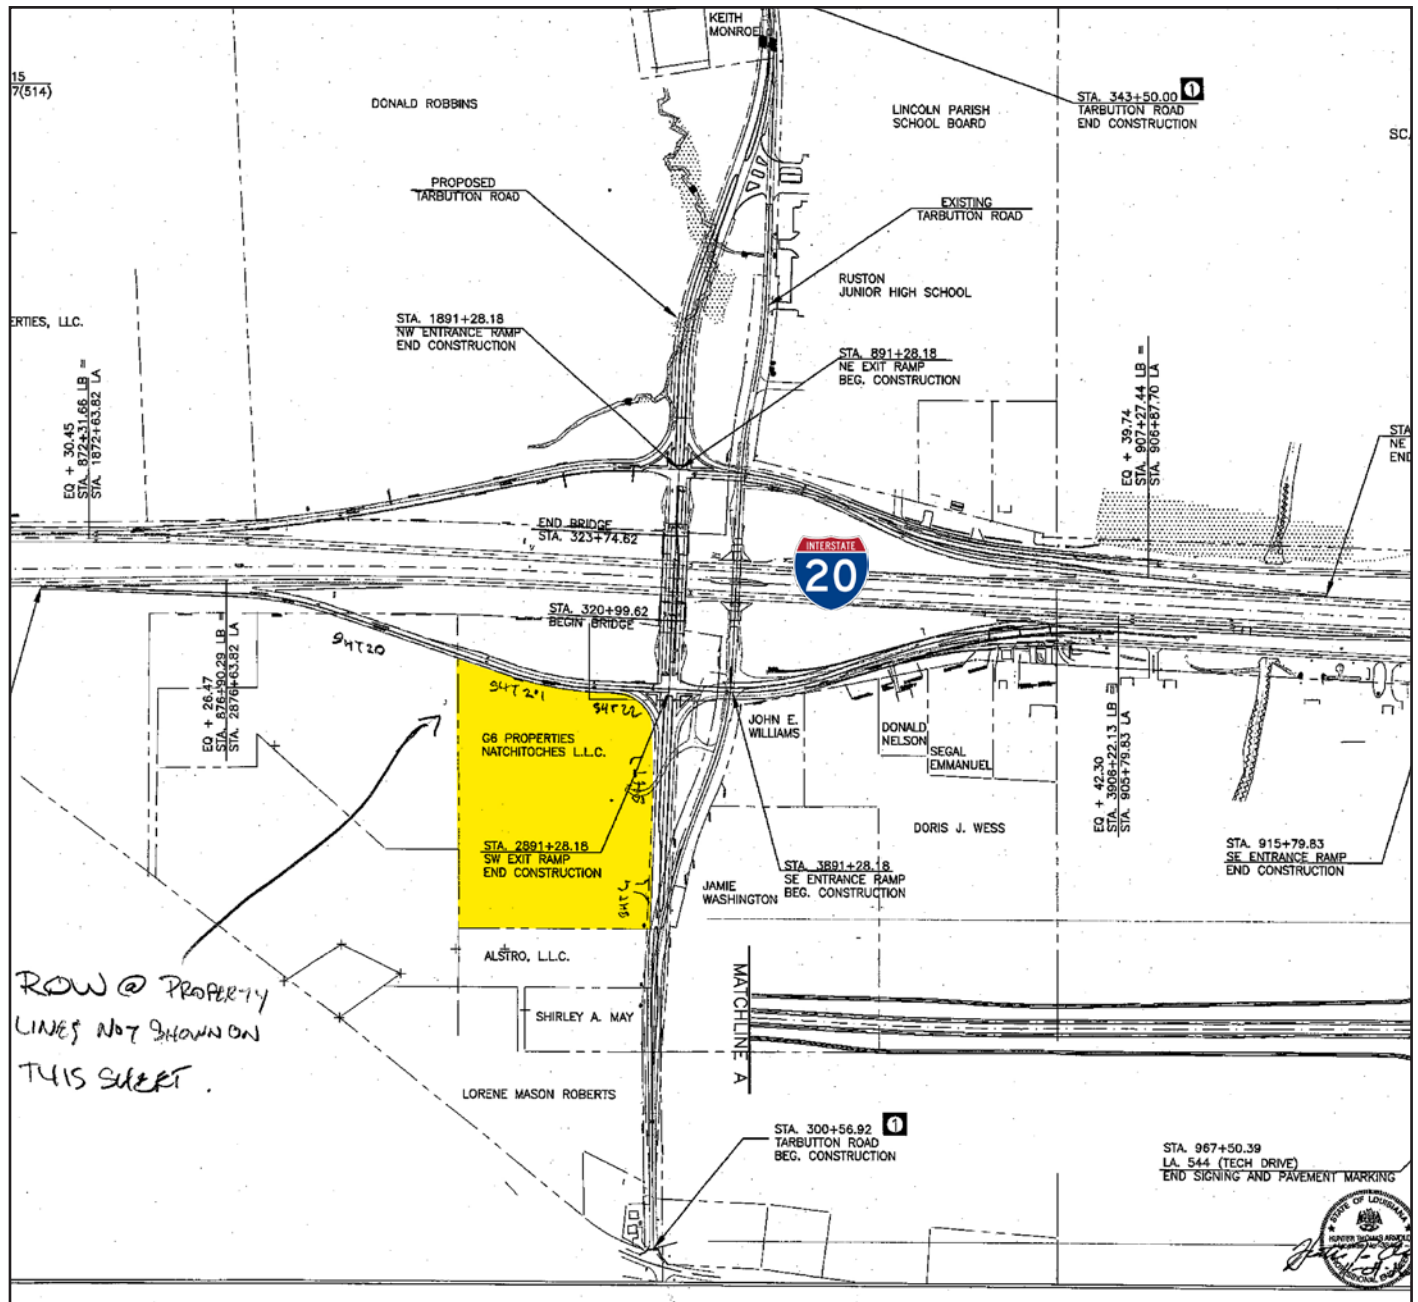 KEITH
MONROE
15
7(514)
DONALD ROBBINS
LINCOLN PARISH
SCHOOL BOARD
STA. 343+50.00 1
TARBUTTON ROAD
END CONSTRUCTION
SC.
PROPOSED
TARBUTTON ROAD
EXISTING
TARBUTTON ROAD
RUSTON
JUNIOR HIGH SCHOOL
ERTIES, LLC.
STA. 1891+28.18
NW ENTRANCE RAMP
END CONSTRUCTION
STA. 891+28.18
NE EXIT RAMP
BEG. CONSTRUCTION
EQ + 30.45
STA. 872+31.66 LB =
STA. 1872+63.82 LA
EQ + 39.74
STA. 907+27.44 LB =
STA. 906+87.70 LA
STA
NE
END
END BRIDGE
STA. 323+74.62
INTERSTATE
20
STA. 320+99.62
BEGIN BRIDGE
EQ + 26.47
STA. 876+90.29 LB =
STA. 2876+63.82 LA
G6 PROPERTIES
NATCHITOCHES L.L.C.
JOHN E.
WILLIAMS
DONALD
NELSON
SEGAL
EMMANUEL
EQ + 42.30
STA. 3906+22.13 LB =
STA. 905+79.83 LA
DORIS J. WESS
STA. 2891+28.18
SW EXIT RAMP
END CONSTRUCTION
STA. 3891+28.18
SE ENTRANCE RAMP
BEG. CONSTRUCTION
STA. 915+79.83
SE ENTRANCE RAMP
END CONSTRUCTION
JAMIE
WASHINGTON
ALSTRO, L.L.C.
MATCHLINE A
ROW @ PROPERTY
LINES NOT SHOWN ON
THIS SHEET.
SHIRLEY A. MAY
LORENE MASON ROBERTS
STA. 300+56.92 1
TARBUTTON ROAD
BEG. CONSTRUCTION
STA. 967+50.39
LA. 544 (TECH DRIVE)
END SIGNING AND PAVEMENT MARKING
STATE OF LOUISIANA